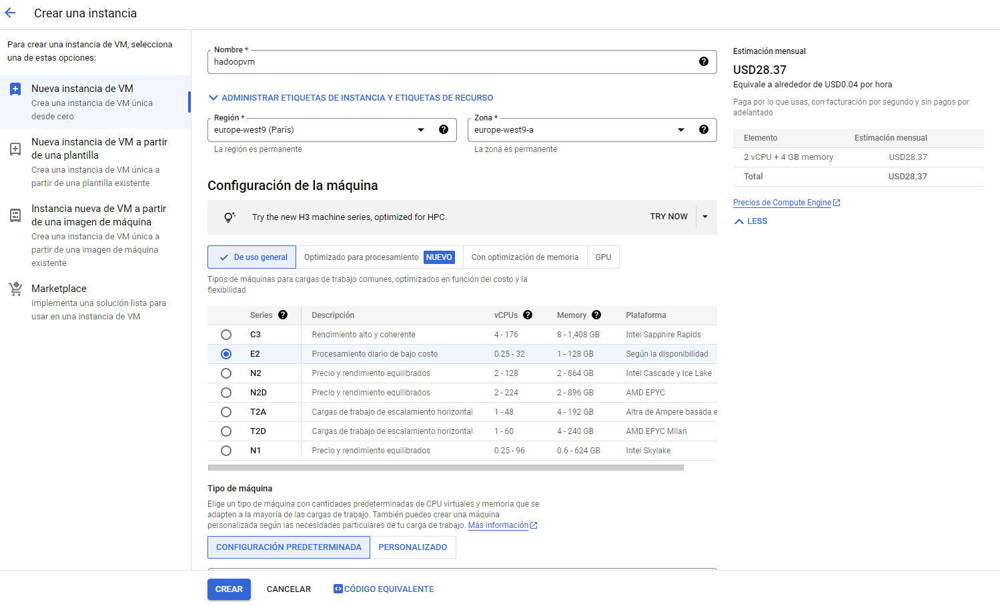 Crear una instancia
Para crear una instancia de VM, selecciona
una de estas opciones:
Nueva instancia de VM
Crea una instancia de VM única
desde cero
Nueva instancia de VM a partir
de una plantilla
Crea una instancia de VM única a
partir de una plantilla existente
Instancia nueva de VM a partir
de una imagen de máquina
Crea una instancia de VM única a
partir de una imagen de máquina
existente
Marketplace
Implementa una solución lista para
usar en una instancia de VM
Nombre *
hadoopvm
ADMINISTRAR ETIQUETAS DE INSTANCIA Y ETIQUETAS DE RECURSO
Región *
europe-west9 (París)
La región es permanente
Zona *
europe-west9-a
La zona es permanente
Configuración de la máquina
Try the new H3 machine series, optimized for HPC.
TRY NOW
De uso general
Optimizado para procesamiento NUEVO
Con optimización de memoria
GPU
Tipos de máquinas para cargas de trabajo comunes, optimizados en función del costo y la
flexibilidad
Series Descripción vCPUs Memory Plataforma
C3 Rendimiento alto y coherente 4 - 176 8 - 1,408 GB Intel Sapphire Rapids
E2 Procesamiento diario de bajo costo 0.25 - 32 1 - 128 GB Según la disponibilidad
N2 Precio y rendimiento equilibrados 2 - 128 2 - 864 GB Intel Cascade y Ice Lake
N2D Precio y rendimiento equilibrados 2 - 224 2 - 896 GB AMD EPYC
T2A Cargas de trabajo de escalamiento horizontal 1 - 48 4 - 192 GB Altra de Ampere basada e
T2D Cargas de trabajo de escalamiento horizontal 1 - 60 4 - 240 GB AMD EPYC Milan
N1 Precio y rendimiento equilibrados 0.25 - 96 0.6 - 624 GB Intel Skylake
Tipo de máquina
Elige un tipo de máquina con cantidades predeterminadas de CPU virtuales y memoria que se
adapten a la mayoría de las cargas de trabajo. También puedes crear una máquina
personalizada según las necesidades particulares de tu carga de trabajo. Más información
CONFIGURACIÓN PREDETERMINADA
PERSONALIZADO
CREAR
CANCELAR
CÓDIGO EQUIVALENTE
Estimación mensual
USD28.37
Equivale a alrededor de USD0.04 por hora
Paga por lo que usas, con facturación por segundo y sin pagos por
adelantado
Elemento Estimación mensual
2 vCPU + 4 GB memory USD28.37
Total USD28.37
Precios de Compute Engine
LESS